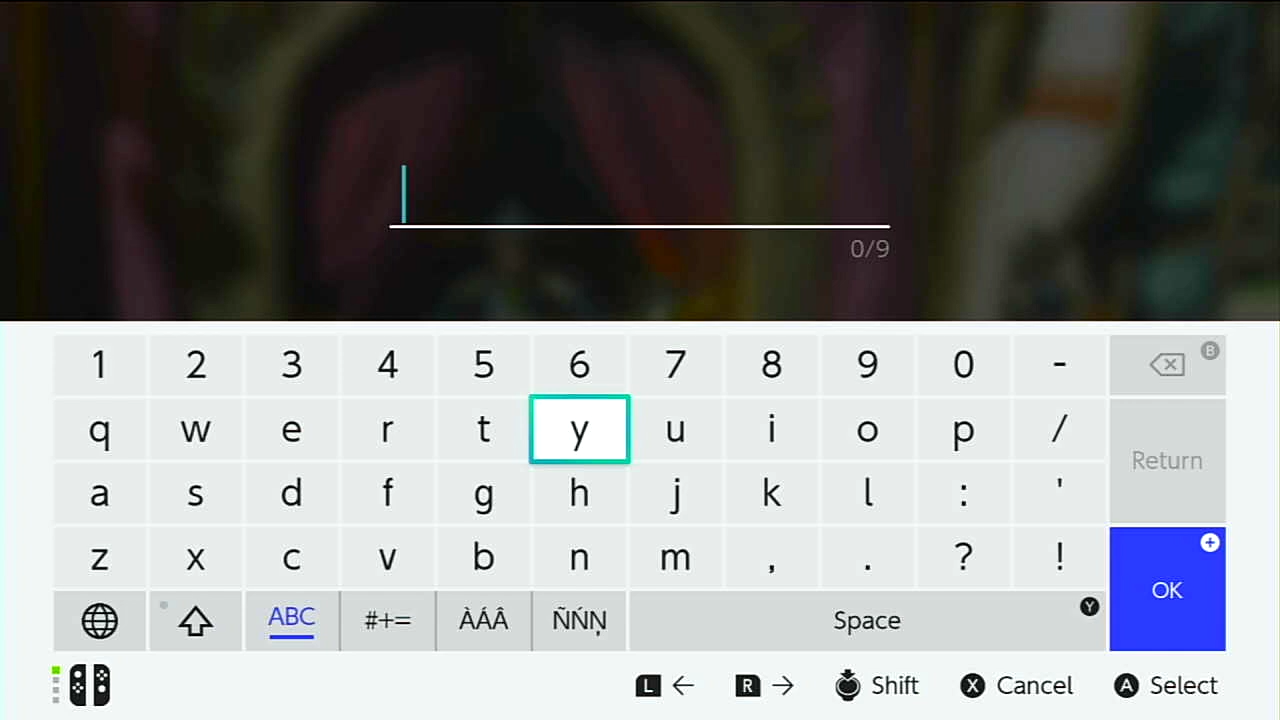 0/9
1 2 3 4 5 6 7 8 9 0 - B
q w e r t y u i o p /
Return
a s d f g h j k l : '
z x c v b n m , . ? ! +
OK
ABC #+= ÀÁÂ ÑŃŅ Space Y
L ← R → Shift X Cancel A Select